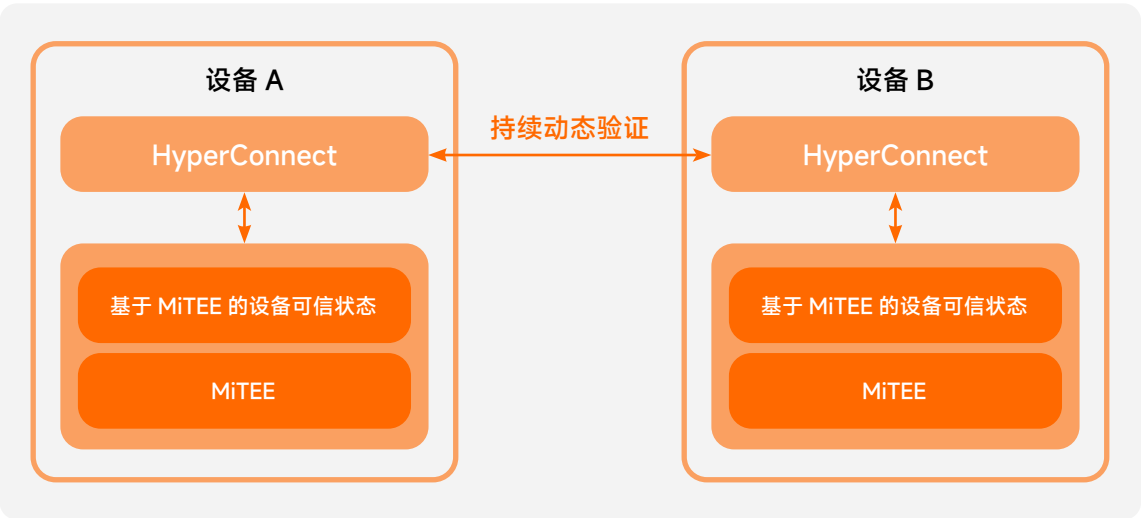 设备 A
HyperConnect
基于 MiTEE 的设备可信状态
MiTEE
持续动态验证
设备 B
HyperConnect
基于 MiTEE 的设备可信状态
MiTEE